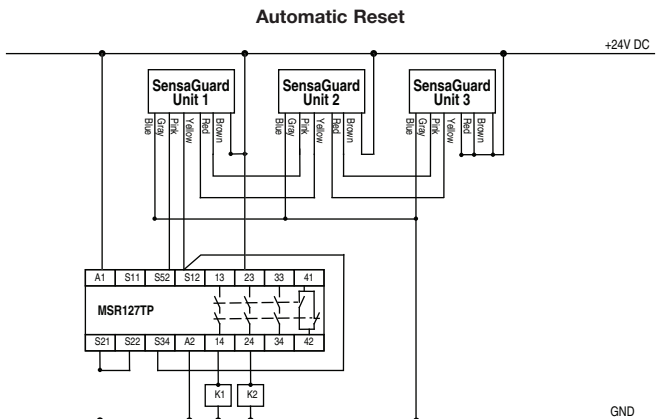 Automatic Reset
+24V DC
SensaGuard
Unit 1
SensaGuard
Unit 2
SensaGuard
Unit 3
Blue
Gray
Pink
Yellow
Red
Brown
Blue
Gray
Pink
Yellow
Red
Brown
Blue
Gray
Pink
Yellow
Red
Brown
A1 S11 S52 S12 13 23 33 41
MSR127TP
S21 S22 S34 A2 14 24 34 42
K1 K2
GND